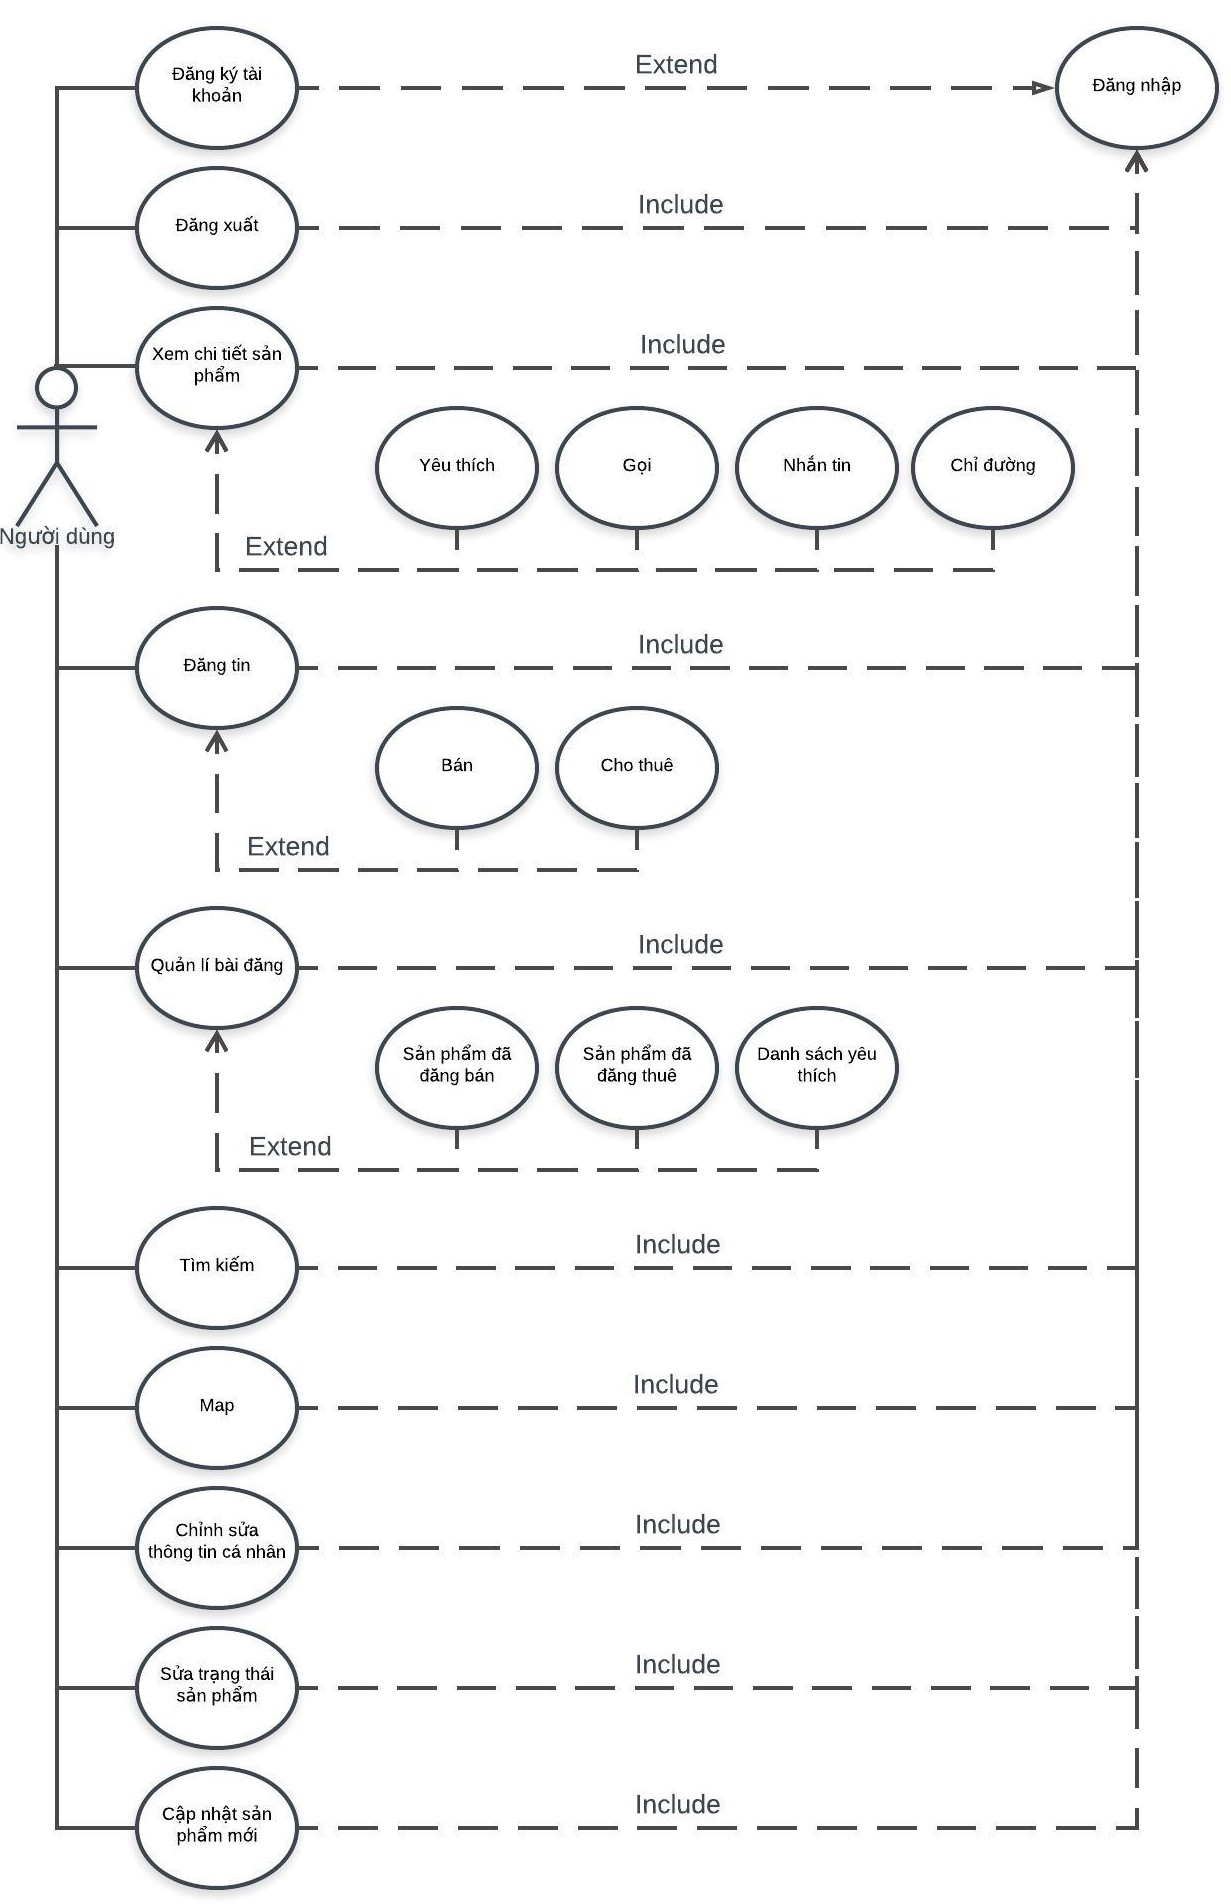 Đăng ký tài
khoản
Extend
Đăng nhập
Đăng xuất
Include
Xem chi tiết sản
phẩm
Include
Người dùng
Yêu thích
Gọi
Nhắn tin
Chỉ đường
Extend
Đăng tin
Include
Bán
Cho thuê
Extend
Quản lí bài đăng
Include
Sản phẩm đã
đăng bán
Sản phẩm đã
đăng thuê
Danh sách yêu
thích
Extend
Tìm kiếm
Include
Map
Include
Chỉnh sửa
thông tin cá nhân
Include
Sửa trạng thái
sản phẩm
Include
Cập nhật sản
phẩm mới
Include